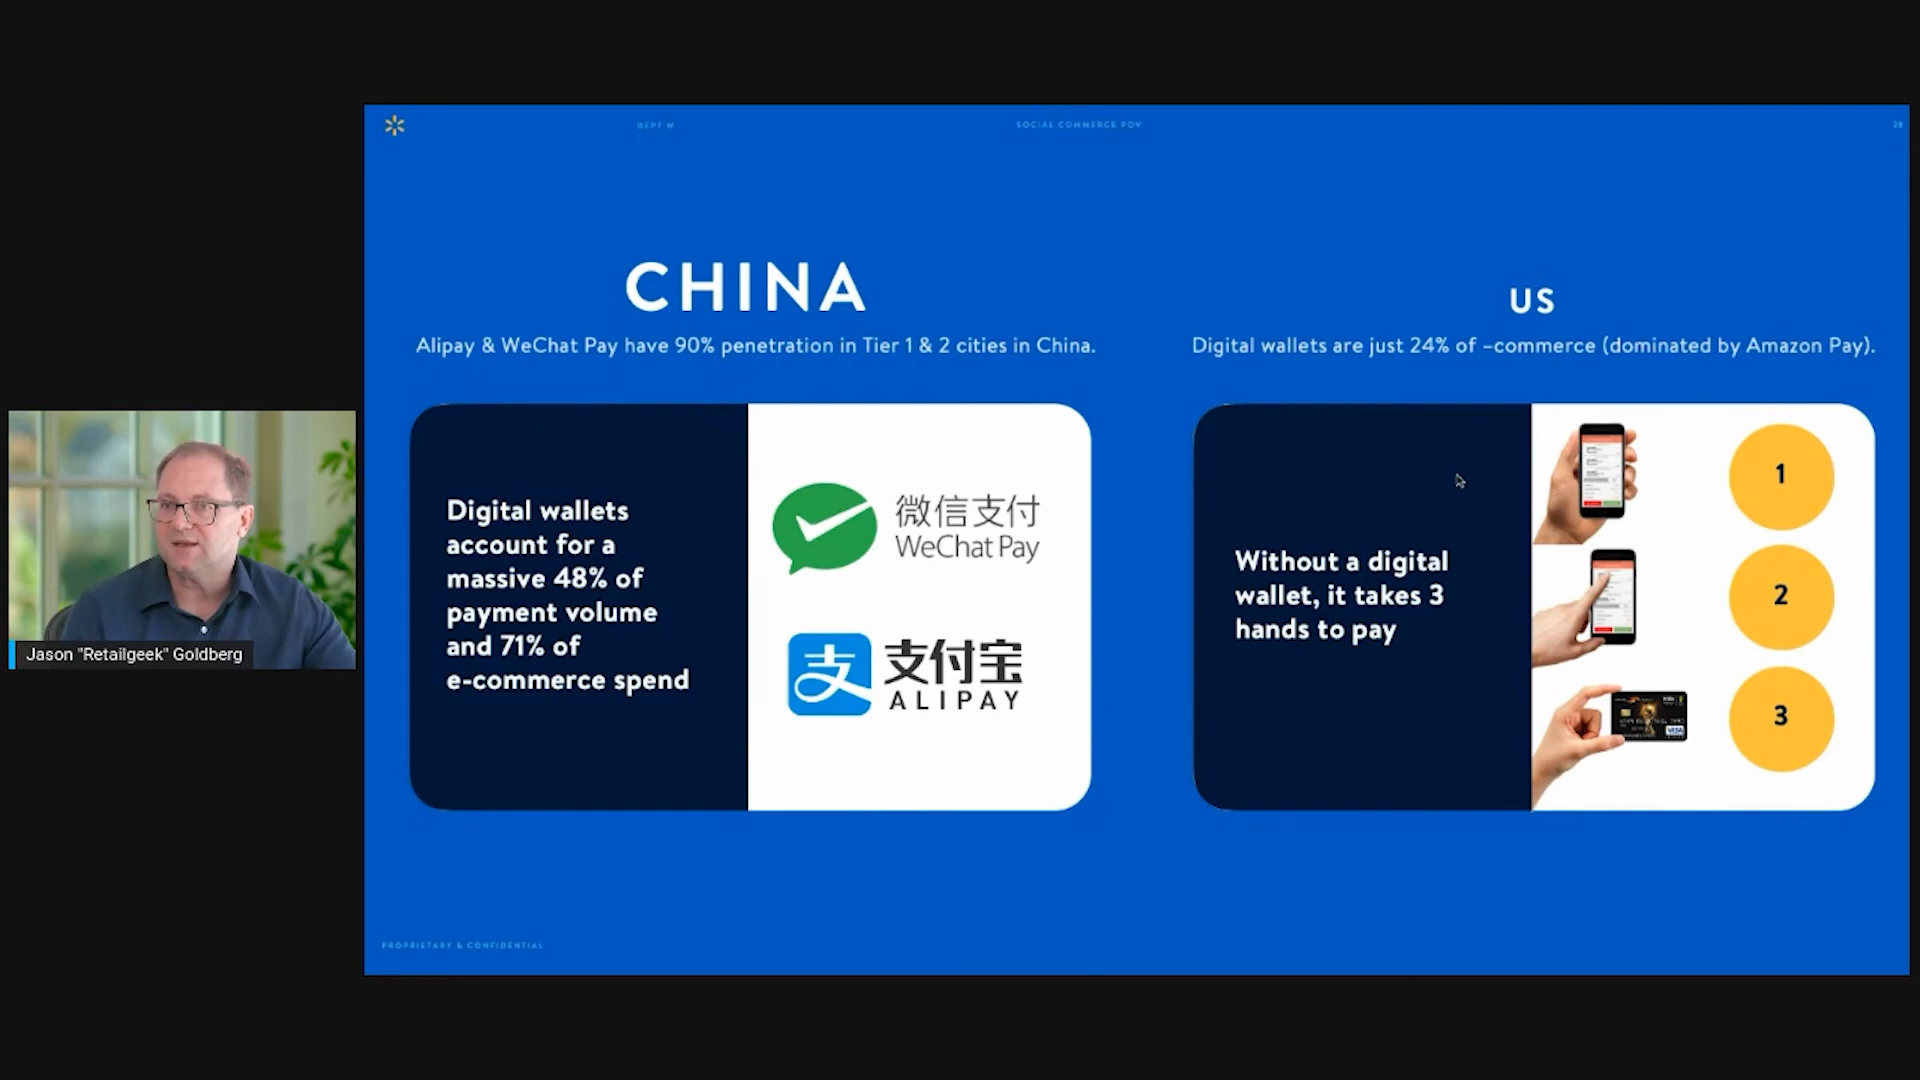 DEPT W
SOCIAL COMMERCE POV
28
CHINA
Alipay & WeChat Pay have 90% penetration in Tier 1 & 2 cities in China.
Digital wallets
account for a
massive 48% of
payment volume
and 71% of
e-commerce spend
微信支付
WeChat Pay
支
支付宝
ALIPAY
US
Digital wallets are just 24% of –commerce (dominated by Amazon Pay).
Without a digital
wallet, it takes 3
hands to pay
1
2
3
VISA
Jason "Retailgeek" Goldberg
PROPRIETARY & CONFIDENTIAL